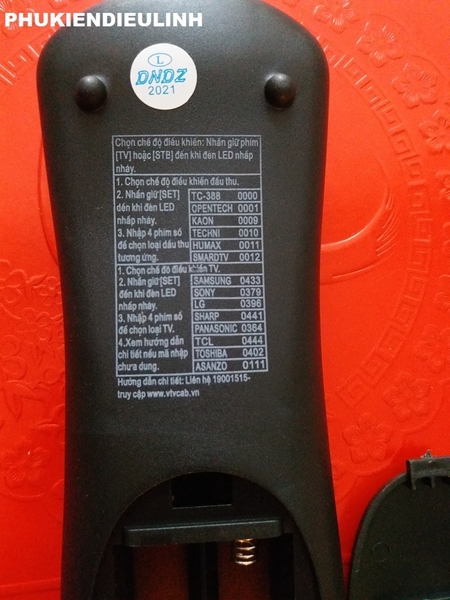 PHUKIENDIEULINH
L
DNDZ
2021
Chọn chế độ điều khiển: Nhấn giữ phím
[TV] hoặc [STB] đến khi đèn LED nhấp
nháy.
1. Chọn chế độ điều khiển đầu thu.
2. Nhấn giữ [SET]
đến khi đèn LED
nhấp nháy.
3. Nhập 4 phím số
để chọn loại đầu thu
tương ứng.
TC-388 0000
OPENTECH 0001
KAON 0009
TECHNI 0010
HUMAX 0011
SMARDTV 0012
1. Chọn chế độ điều khiển TV.
2. Nhấn giữ [SET]
đến khi đèn LED
nhấp nháy.
3. Nhấp 4 phím số
để chọn loại TV.
4.Xem hướng dẫn
chi tiết nếu mã nhập
chưa đúng.
SAMSUNG 0433
SONY 0379
LG 0396
SHARP 0441
PANASONIC 0364
TCL 0444
TOSHIBA 0402
ASANZO 0111
Hướng dẫn chi tiết: Liên hệ 19001515-
truy cập www.vtvcab.vn